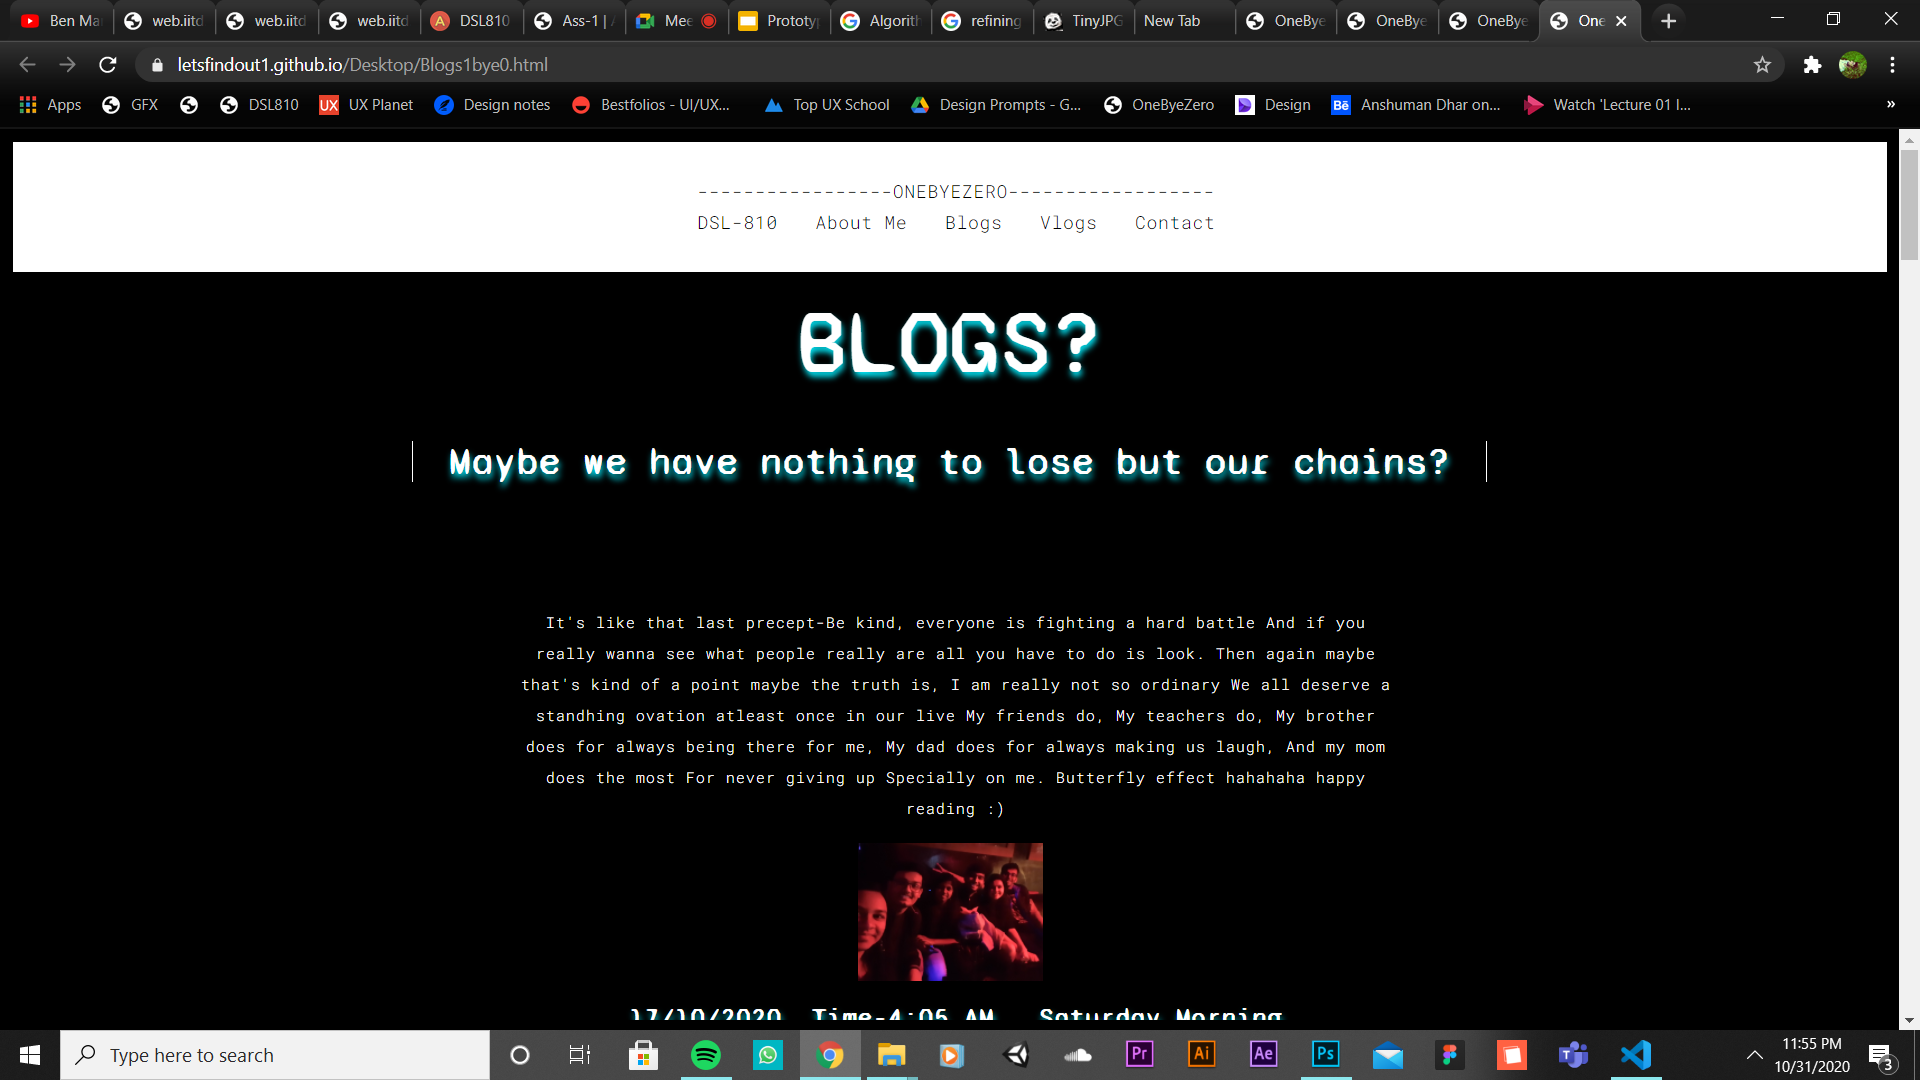 Ben Ma
web.iitd
web.iitd
web.iitd
DSL810
Ass-1 |
Mee
Prototy
Algorit
refining
TinyJPG
New Tab
OneBye
OneBye
OneBye
One
letsfindout1.github.io/Desktop/Blogs1bye0.html
Apps
GFX
DSL810
UX Planet
Design notes
Bestfolios - UI/UX...
Top UX School
Design Prompts - G...
OneByeZero
Design
Anshuman Dhar on...
Watch 'Lecture 01 I...
-----------------ONEBYEZERO------------------
DSL-810 About Me Blogs Vlogs Contact
BLOGS?
Maybe we have nothing to lose but our chains?
It's like that last precept-Be kind, everyone is fighting a hard battle And if you
really wanna see what people really are all you have to do is look. Then again maybe
that's kind of a point maybe the truth is, I am really not so ordinary We all deserve a
standhing ovation atleast once in our live My friends do, My teachers do, My brother
does for always being there for me, My dad does for always making us laugh, And my mom
does the most For never giving up Specially on me. Butterfly effect hahahaha happy
reading :)
17/10/2020 Time-4:05 AM Saturday Morning
Type here to search
11:55 PM
10/31/2020
3